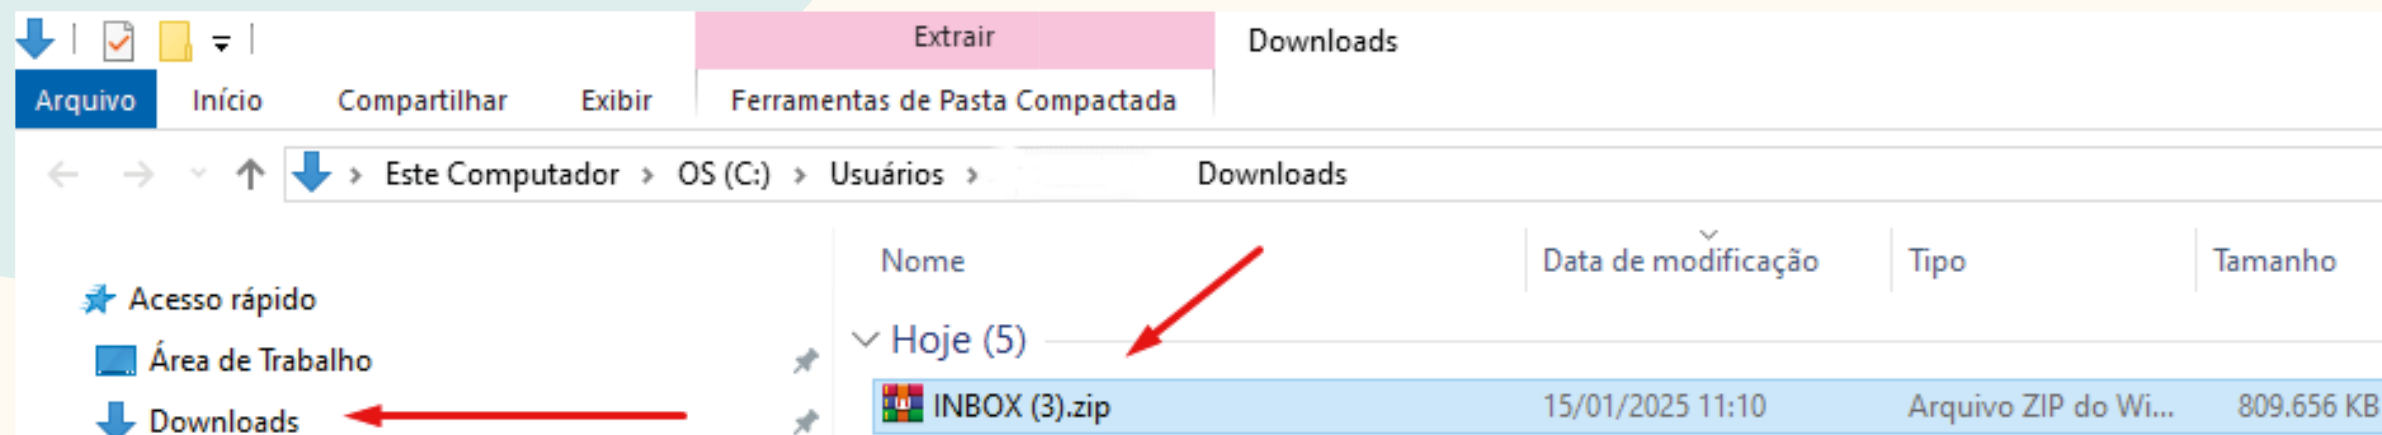 Extrair
Downloads
Arquivo Início Compartilhar Exibir Ferramentas de Pasta Compactada
Este Computador OS (C:) Usuários Downloads
Nome Data de modificação Tipo Tamanho
Acesso rápido
Hoje (5)
Área de Trabalho
INBOX (3).zip 15/01/2025 11:10 Arquivo ZIP do Wi... 809.656 KB
Downloads